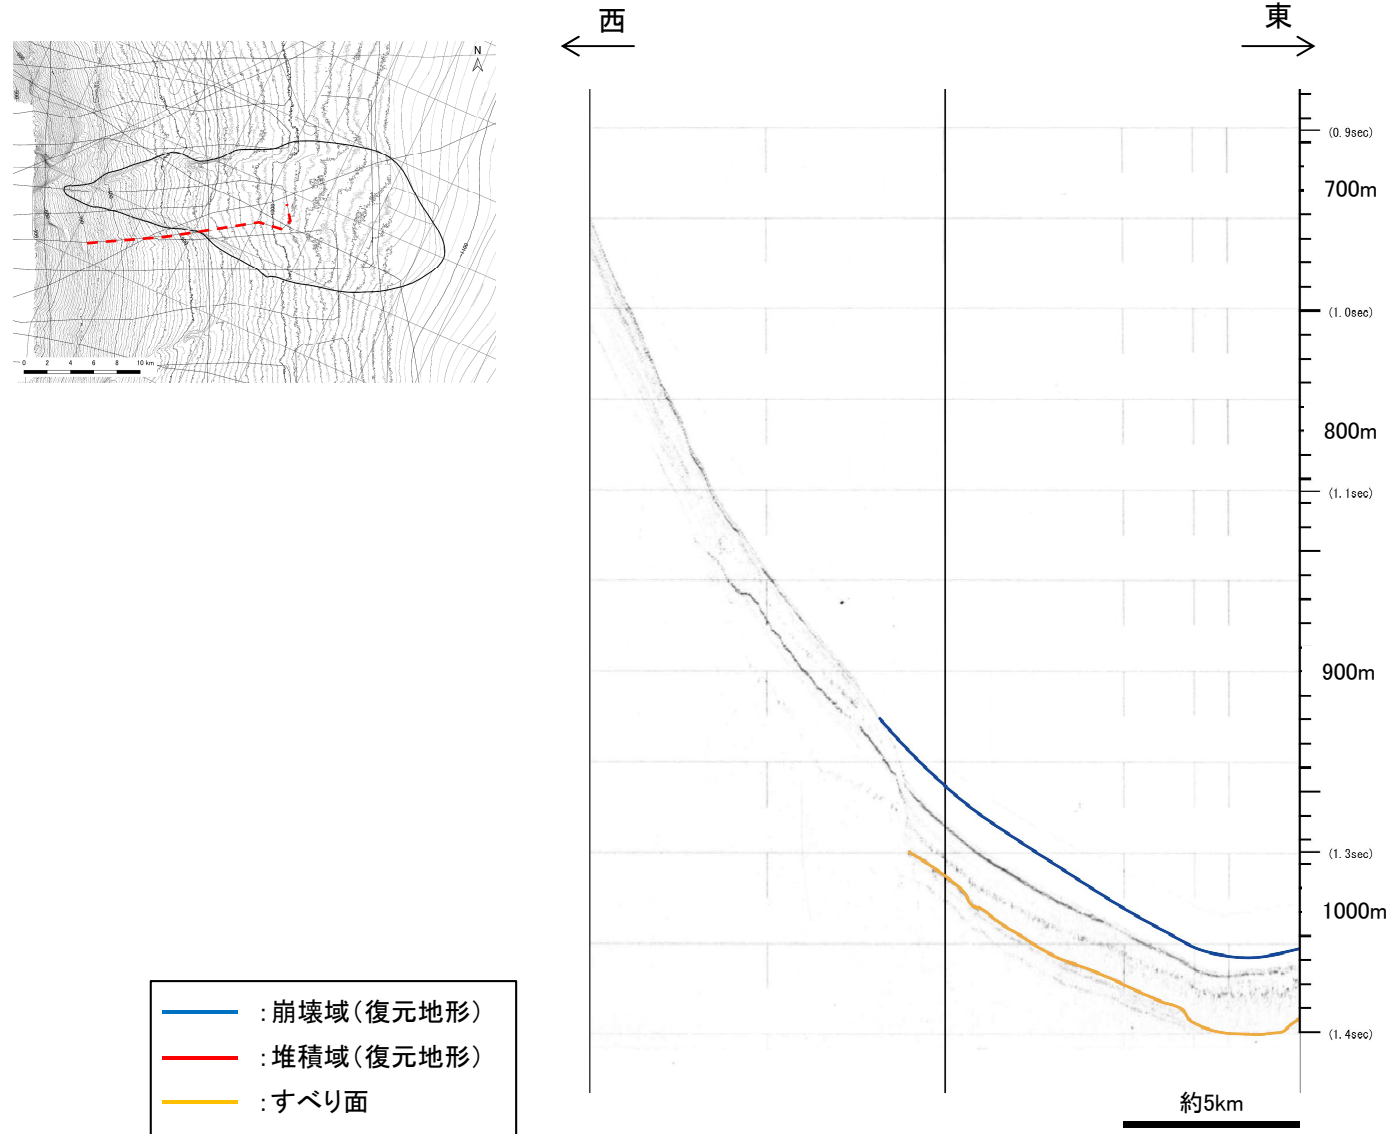 西
東
N
0 2 4 6 8 10 km
(0.9sec)
700m
(1.0sec)
800m
(1.1sec)
900m
(1.3sec)
1000m
(1.4sec)
:崩壊域(復元地形)
:堆積域(復元地形)
:すべり面
約5km